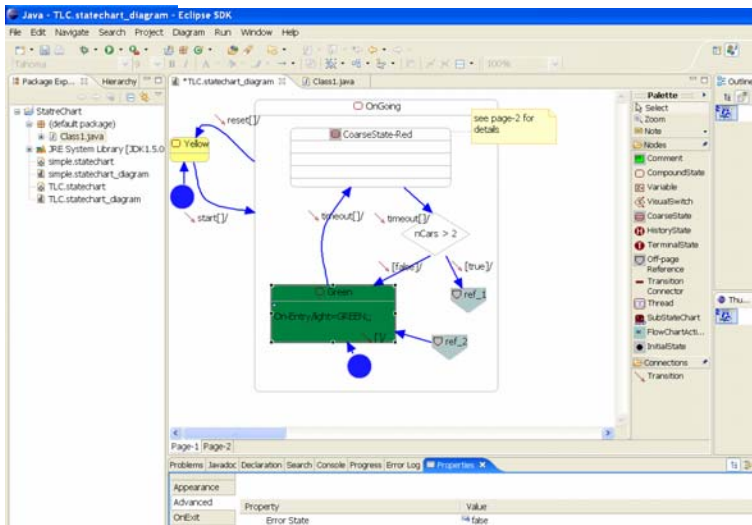 Java - TLC.statechart_diagram - Eclipse SDK
File Edit Navigate Search Project Diagram Run Window Help
Tahoma 9 B I A 100%
Package Exp... Hierarchy
*TLC.statechart_diagram Class1.java
Outline
StatreChart
(default package)
Class1.java
JRE System Library [JDK1.5.0
simple.statechart
simple.statechart_diagram
TLC.statechart
TLC.statechart_diagram
OnGoing
reset[]/
see page-2 for
details
CoarseState-Red
Yellow
start[]/
timeout[]/
timeout[]/
nCars > 2
[false]/
[true]/
Green
On-Entry/light=GREEN;;
[]/
ref_1
ref_2
Palette
Select
Zoom
Note
Nodes
Comment
CompoundState
Variable
VisualSwitch
CoarseState
HistoryState
TerminalState
Off-page
Reference
Transition
Connector
Thread
SubStateChart
FlowChartActi...
InitialState
Connections
Transition
Thu...
Page-1 Page-2
Problems Javadoc Declaration Search Console Progress Error Log Properties
Appearance
Advanced
OnExit
Property Value
Error State false